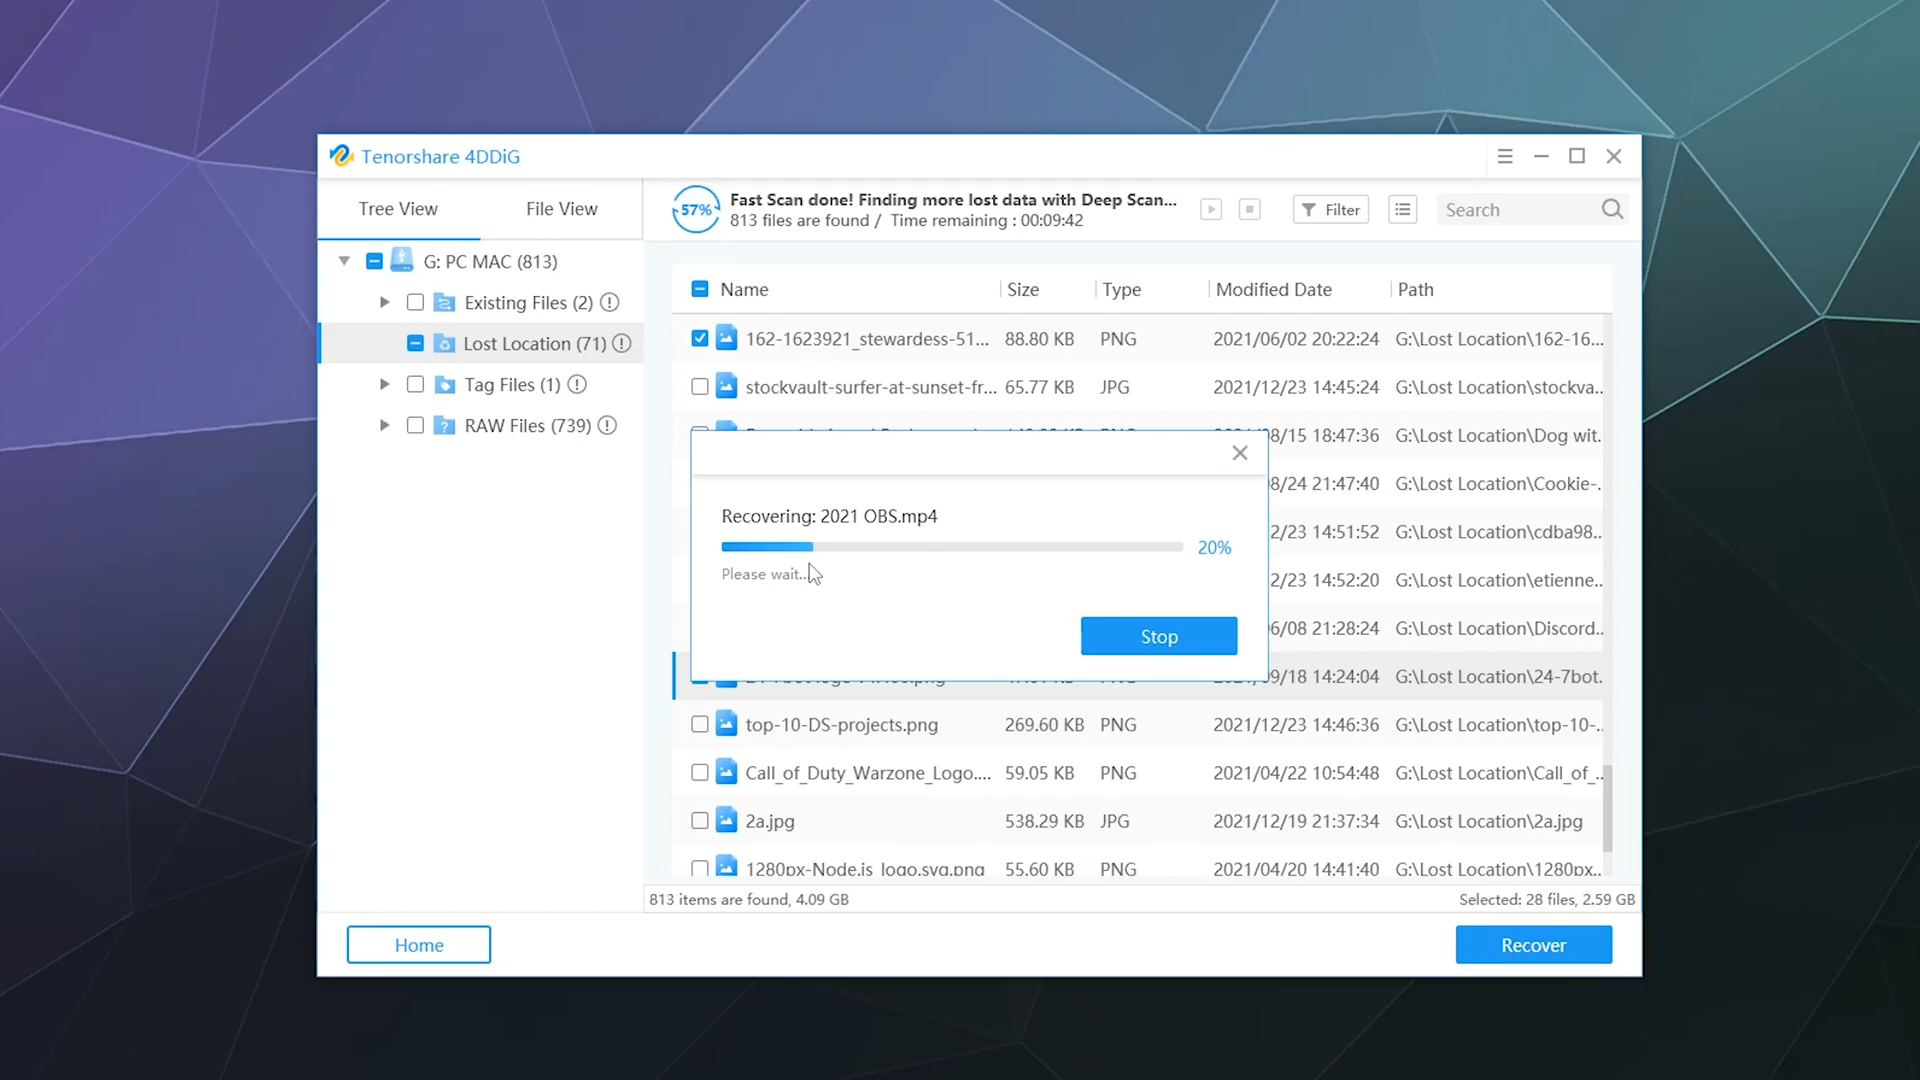 Tenorshare 4DDiG
Tree View
File View
57%
Fast Scan done! Finding more lost data with Deep Scan...
813 files are found / Time remaining : 00:09:42
Filter
Search
G: PC MAC (813)
Existing Files (2)
Lost Location (71)
Tag Files (1)
RAW Files (739)
Name Size Type Modified Date Path
162-1623921_stewardess-51... 88.80 KB PNG 2021/06/02 20:22:24 G:\Lost Location\162-16...
stockvault-surfer-at-sunset-fr... 65.77 KB JPG 2021/12/23 14:45:24 G:\Lost Location\stockva..
8/15 18:47:36 G:\Lost Location\Dog wit.
8/24 21:47:40 G:\Lost Location\Cookie-.
2/23 14:51:52 G:\Lost Location\cdba98..
2/23 14:52:20 G:\Lost Location\etienne..
6/08 21:28:24 G:\Lost Location\Discord..
9/18 14:24:04 G:\Lost Location\24-7bot.
Recovering: 2021 OBS.mp4
20%
Please wait...
Stop
top-10-DS-projects.png 269.60 KB PNG 2021/12/23 14:46:36 G:\Lost Location\top-10-..
Call_of_Duty_Warzone_Logo.... 59.05 KB PNG 2021/04/22 10:54:48 G:\Lost Location\Call_of_..
2a.jpg 538.29 KB JPG 2021/12/19 21:37:34 G:\Lost Location\2a.jpg
1280px-Node.js_logo.svg.png 55.60 KB PNG 2021/04/20 14:41:40 G:\Lost Location\1280px..
813 items are found, 4.09 GB
Selected: 28 files, 2.59 GB
Home
Recover